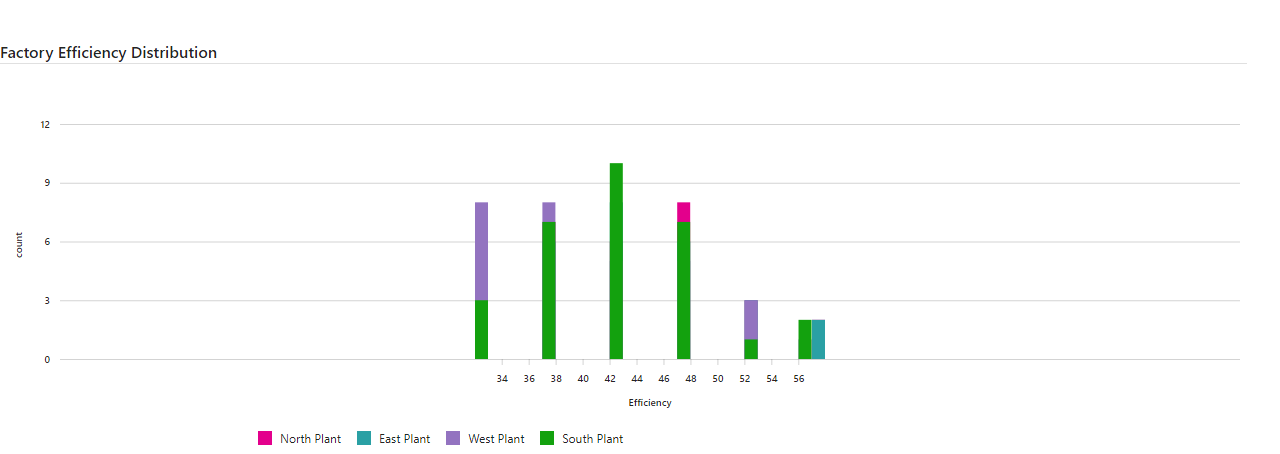 Factory Efficiency Distribution
12
9
6
3
0
count
34 36 38 40 42 44 46 48 50 52 54 56
Efficiency
North Plant East Plant West Plant South Plant